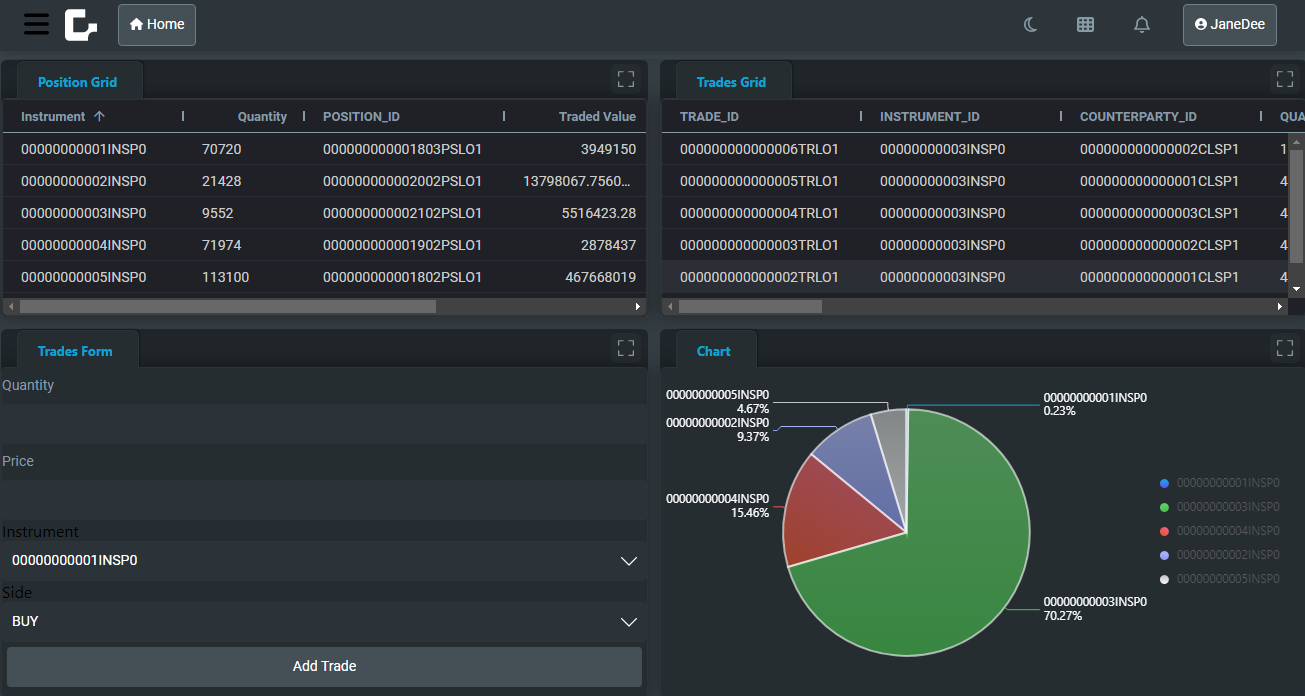 Home
JaneDee
Position Grid
Instrument Quantity POSITION_ID Traded Value
00000000001INSP0 70720 000000000001803PSLO1 3949150
00000000002INSP0 21428 000000000002002PSLO1 13798067.7560...
00000000003INSP0 9552 000000000002102PSLO1 5516423.28
00000000004INSP0 71974 000000000001902PSLO1 2878437
00000000005INSP0 113100 000000000001802PSLO1 467668019
Trades Grid
TRADE_ID INSTRUMENT_ID COUNTERPARTY_ID QUA
000000000000006TRLO1 00000000003INSP0 000000000000002CLSP1 1
000000000000005TRLO1 00000000003INSP0 000000000000001CLSP1 4
000000000000004TRLO1 00000000003INSP0 000000000000003CLSP1 4
000000000000003TRLO1 00000000003INSP0 000000000000002CLSP1 4
000000000000002TRLO1 00000000003INSP0 000000000000001CLSP1 4
Trades Form
Quantity
Price
Instrument
00000000001INSP0
Side
BUY
Add Trade
Chart
00000000005INSP0
4.67%
00000000002INSP0
9.37%
00000000004INSP0
15.46%
00000000001INSP0
0.23%
00000000003INSP0
70.27%
00000000001INSP0
00000000003INSP0
00000000004INSP0
00000000002INSP0
00000000005INSP0